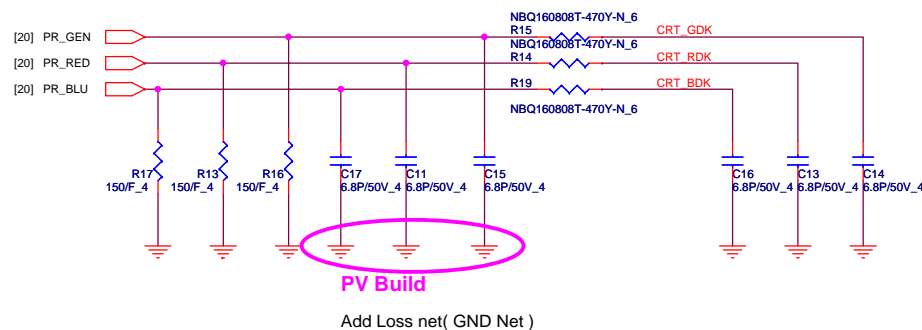 NBQ160808T-470Y-N_6
[20] PR_GEN R15 CRT_GDK
NBQ160808T-470Y-N_6
[20] PR_RED R14 CRT_RDK
[20] PR_BLU R19 CRT_BDK
NBQ160808T-470Y-N_6
R17 R13 R16 C17 C11 C15 C16 C13 C14
150/F_4 150/F_4 150/F_4 6.8P/50V_4 6.8P/50V_4 6.8P/50V_4 6.8P/50V_4 6.8P/50V_4 6.8P/50V_4
PV Build
Add Loss net( GND Net )